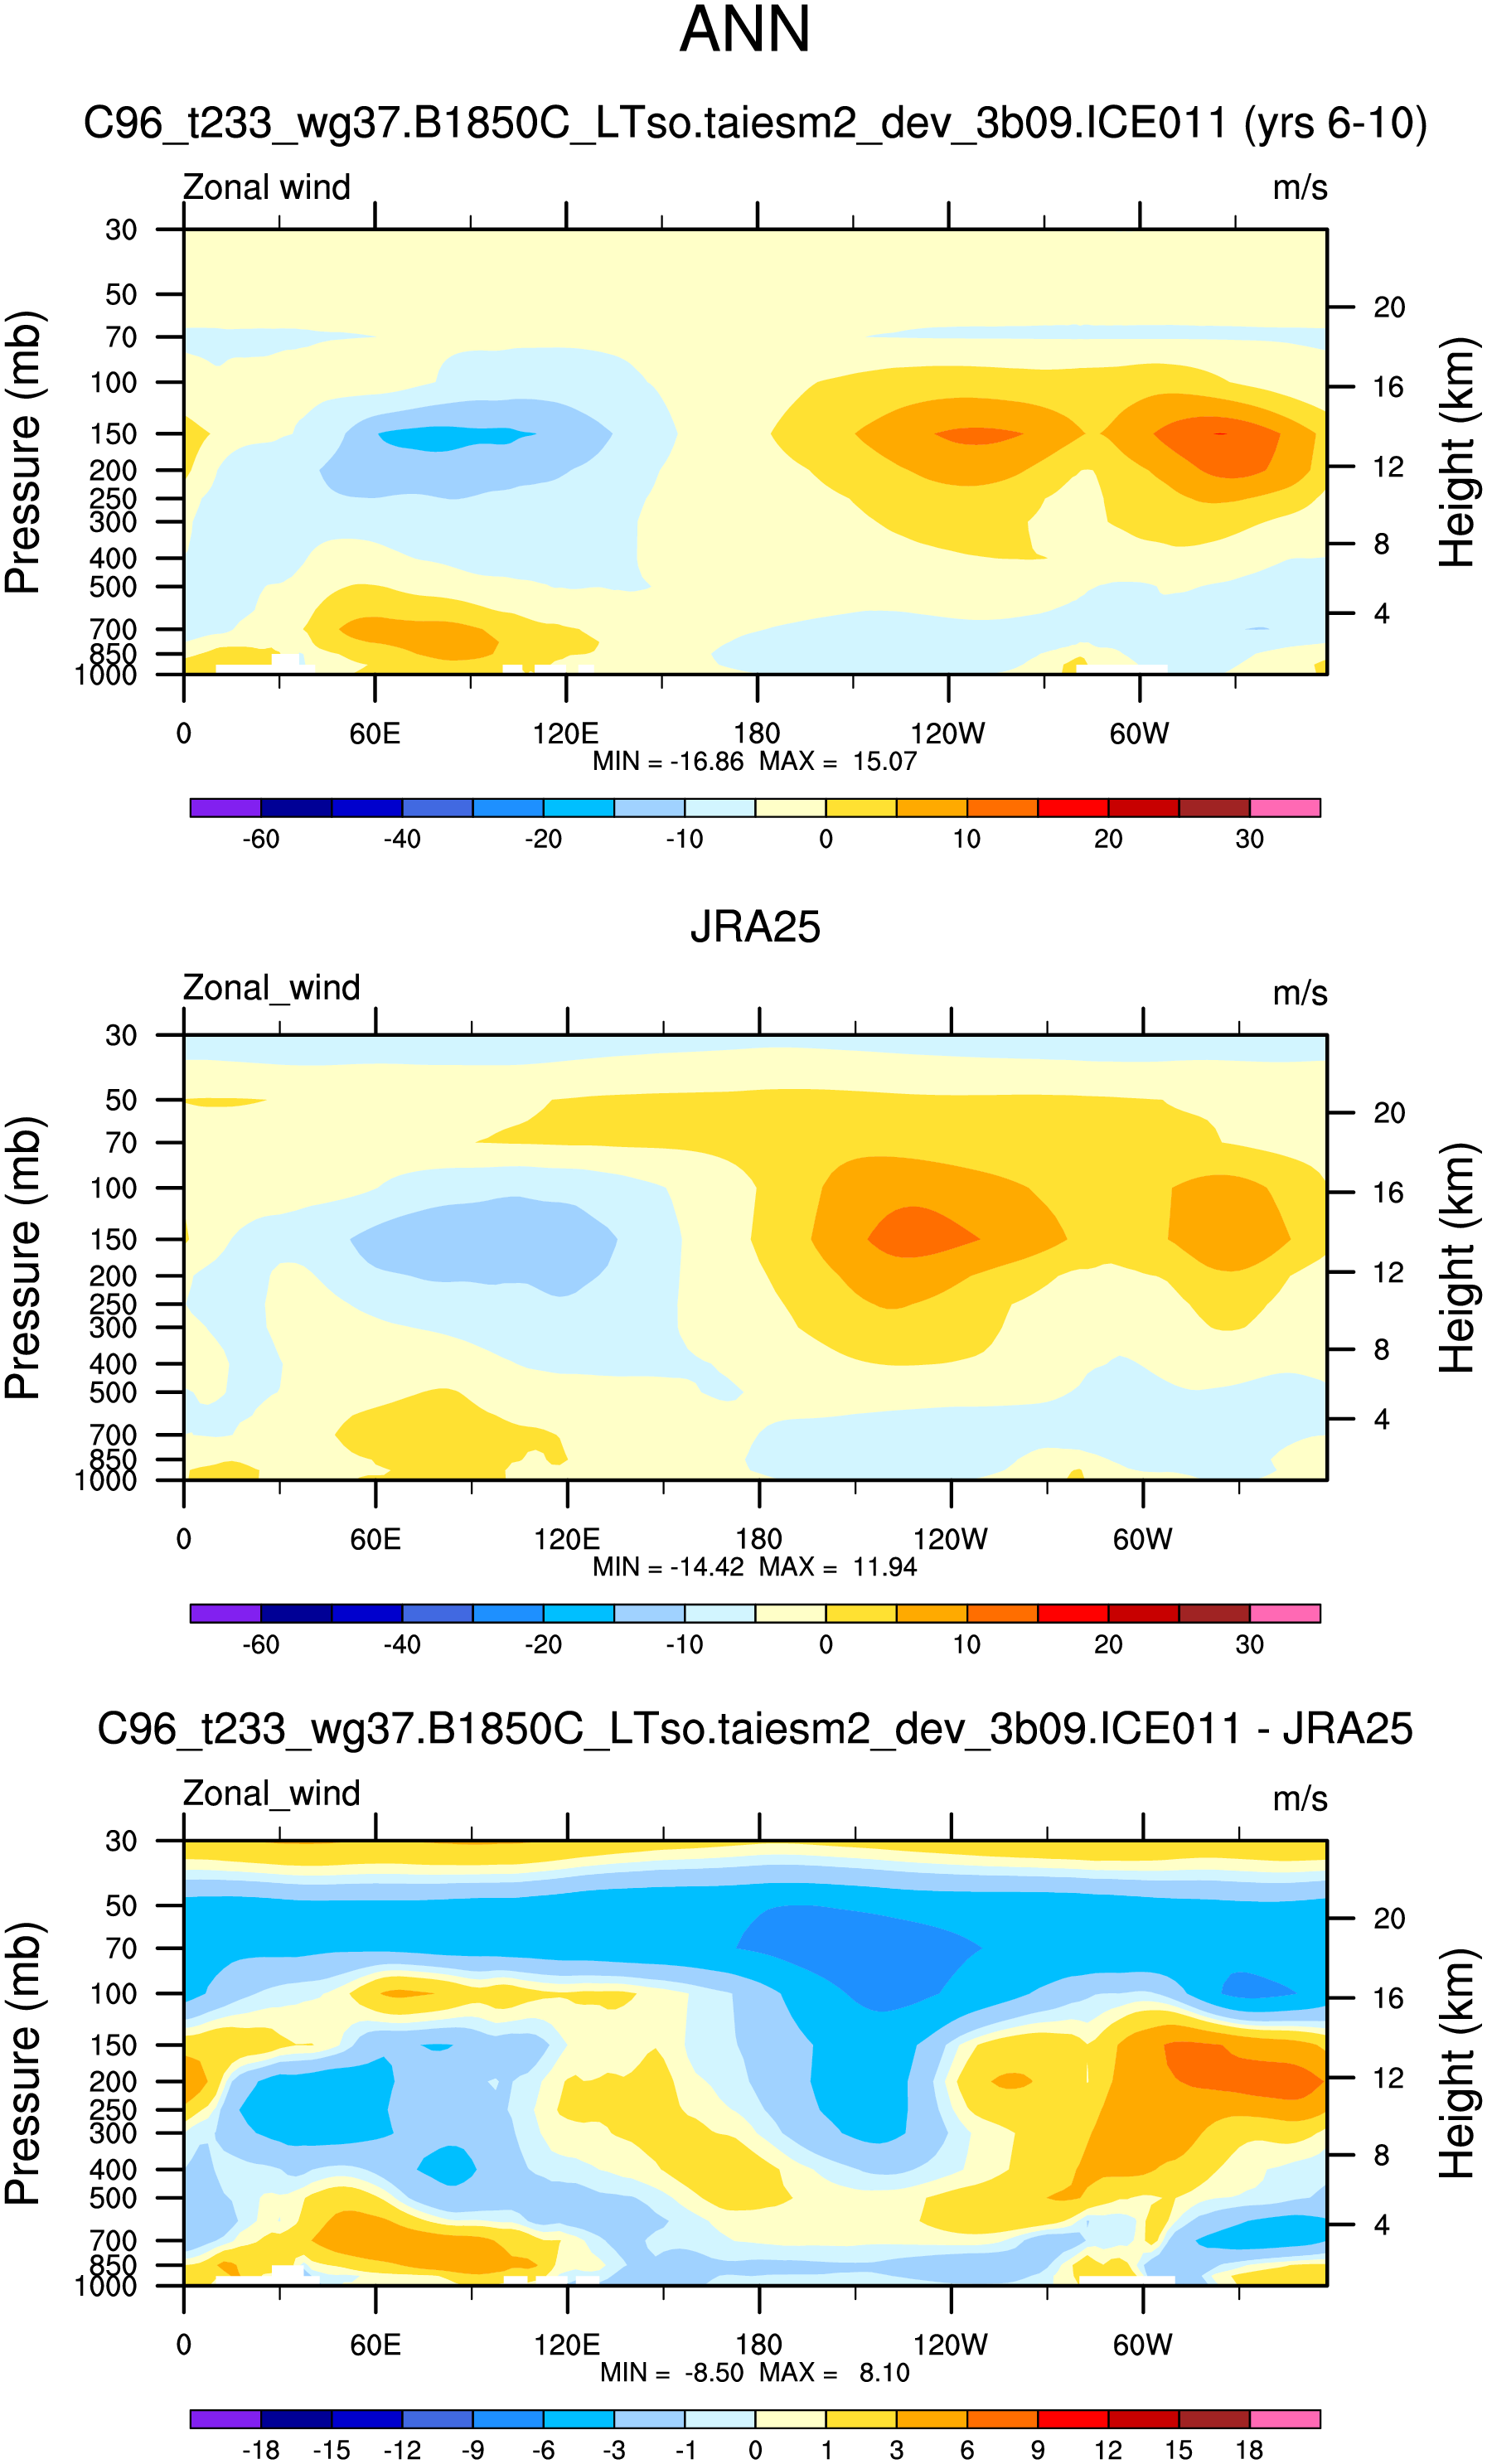 ANN
C96_t233_wg37.B1850C_LTso.taiesm2_dev_3b09.ICE011 (yrs 6-10)
Zonal wind m/s
Pressure (mb)
30
50
70
100
150
200
250
300
400
500
700
850
1000
20
16
12
8
4
Height (km)
0 60E 120E 180 120W 60W
MIN = -16.86 MAX = 15.07
-60 -40 -20 -10 0 10 20 30
JRA25
Zonal_wind m/s
Pressure (mb)
30
50
70
100
150
200
250
300
400
500
700
850
1000
20
16
12
8
4
Height (km)
0 60E 120E 180 120W 60W
MIN = -14.42 MAX = 11.94
-60 -40 -20 -10 0 10 20 30
C96_t233_wg37.B1850C_LTso.taiesm2_dev_3b09.ICE011 - JRA25
Zonal_wind m/s
Pressure (mb)
30
50
70
100
150
200
250
300
400
500
700
850
1000
20
16
12
8
4
Height (km)
0 60E 120E 180 120W 60W
MIN = -8.50 MAX = 8.10
-18 -15 -12 -9 -6 -3 -1 0 1 3 6 9 12 15 18